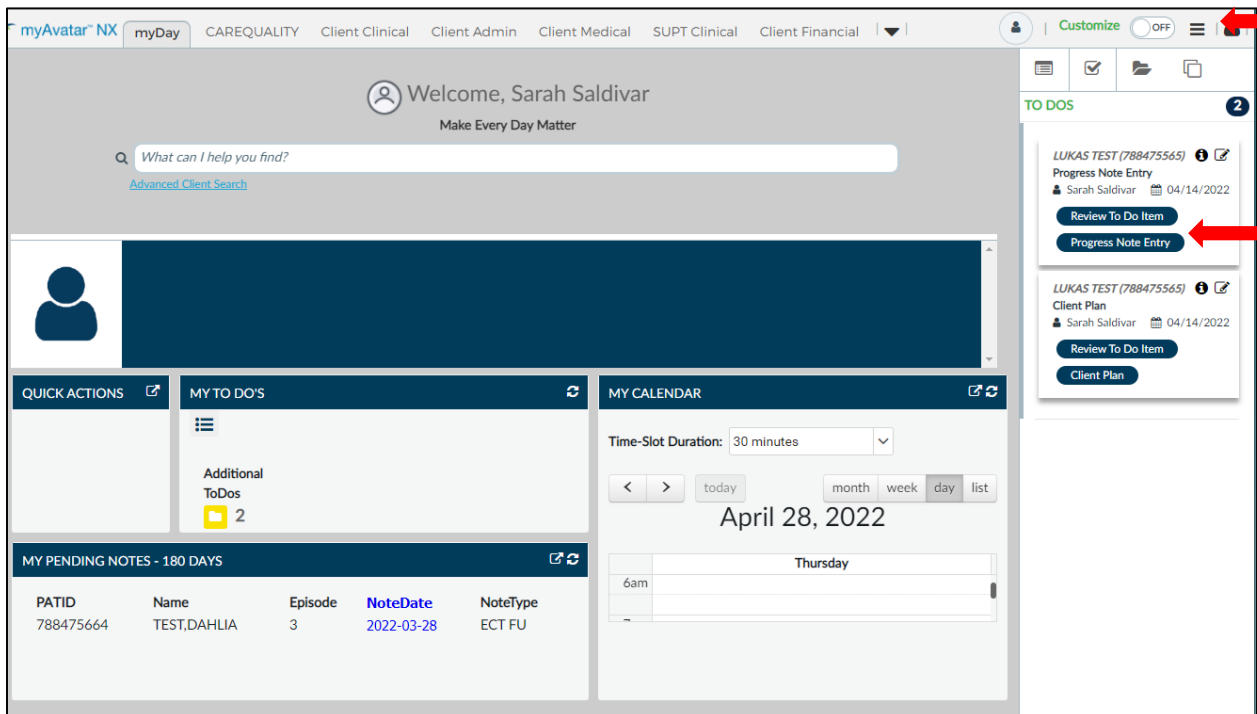 myAvatar™ NX myDay CAREQUALITY Client Clinical Client Admin Client Medical SUPT Clinical Client Financial Customize OFF
Welcome, Sarah Saldivar
Make Every Day Matter
What can I help you find?
Advanced Client Search
QUICK ACTIONS
MY TO DO'S
Additional
ToDos
2
MY CALENDAR
Time-Slot Duration: 30 minutes
< > today month week day list
April 28, 2022
Thursday
6am
MY PENDING NOTES - 180 DAYS
PATID Name Episode NoteDate NoteType
788475664 TEST,DAHLIA 3 2022-03-28 ECT FU
TO DOS 2
LUKAS TEST (788475565)
Progress Note Entry
Sarah Saldivar 04/14/2022
Review To Do Item
Progress Note Entry
LUKAS TEST (788475565)
Client Plan
Sarah Saldivar 04/14/2022
Review To Do Item
Client Plan